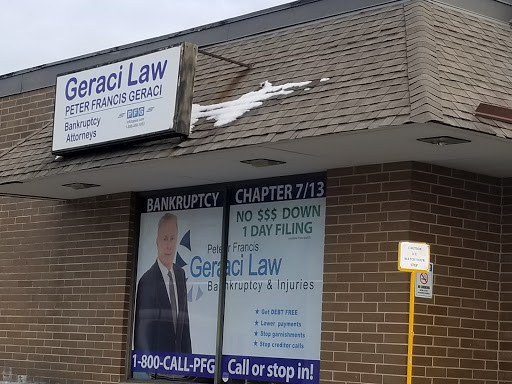 Geraci Law
PETER FRANCIS GERACI
PFG
Bankruptcy
Attorneys
BANKRUPTCY CHAPTER 7/13
NO $$$ DOWN
1 DAY FILING
Peter Francis
Geraci Law
Bankruptcy & Injuries
★ Get DEBT FREE
★ Lower payments
★ Stop garnishments
★ Stop creditor calls
1-800-CALL-PFG Call or stop in!